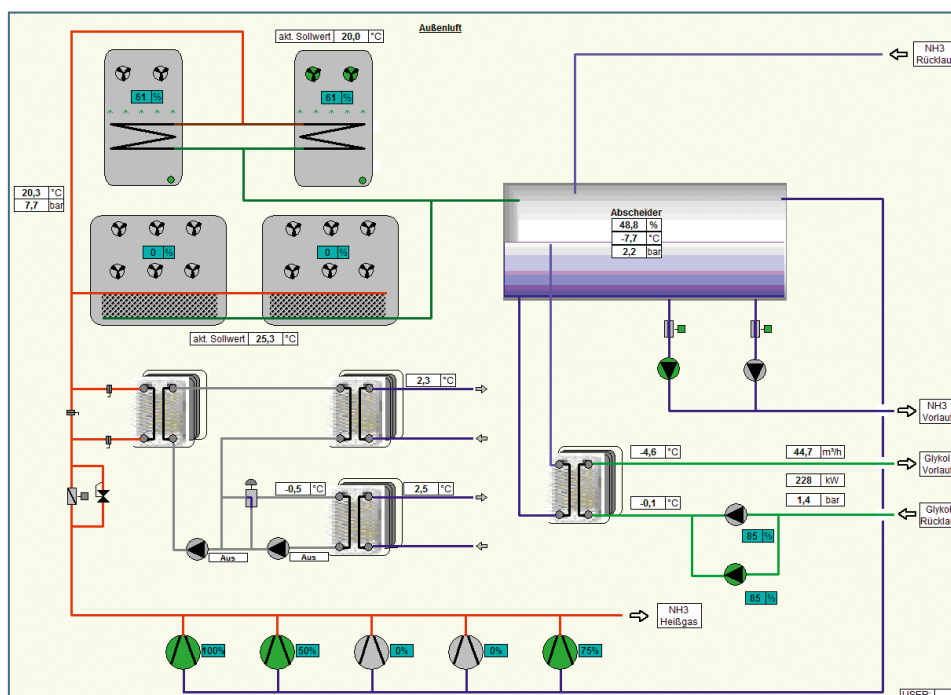 Außenluft
akt. Sollwert 20,0 °C
NH3
Rücklau
61 % 61 %
20,3 °C
7,7 bar
Abscheider
48,8 %
-7,7 °C
2,2 bar
0 % 0 %
akt. Sollwert 25,3 °C
2,3 °C
NH3
Vorlauf
-4,6 °C 44,7 m³/h
Glykol
Vorlauf
228 kW
-0,5 °C 2,5 °C
-0,1 °C 1,4 bar
Glykol
Rücklau
85 %
Aus Aus
85 %
NH3
Heißgas
100% 50% 0% 0% 75%
USER: